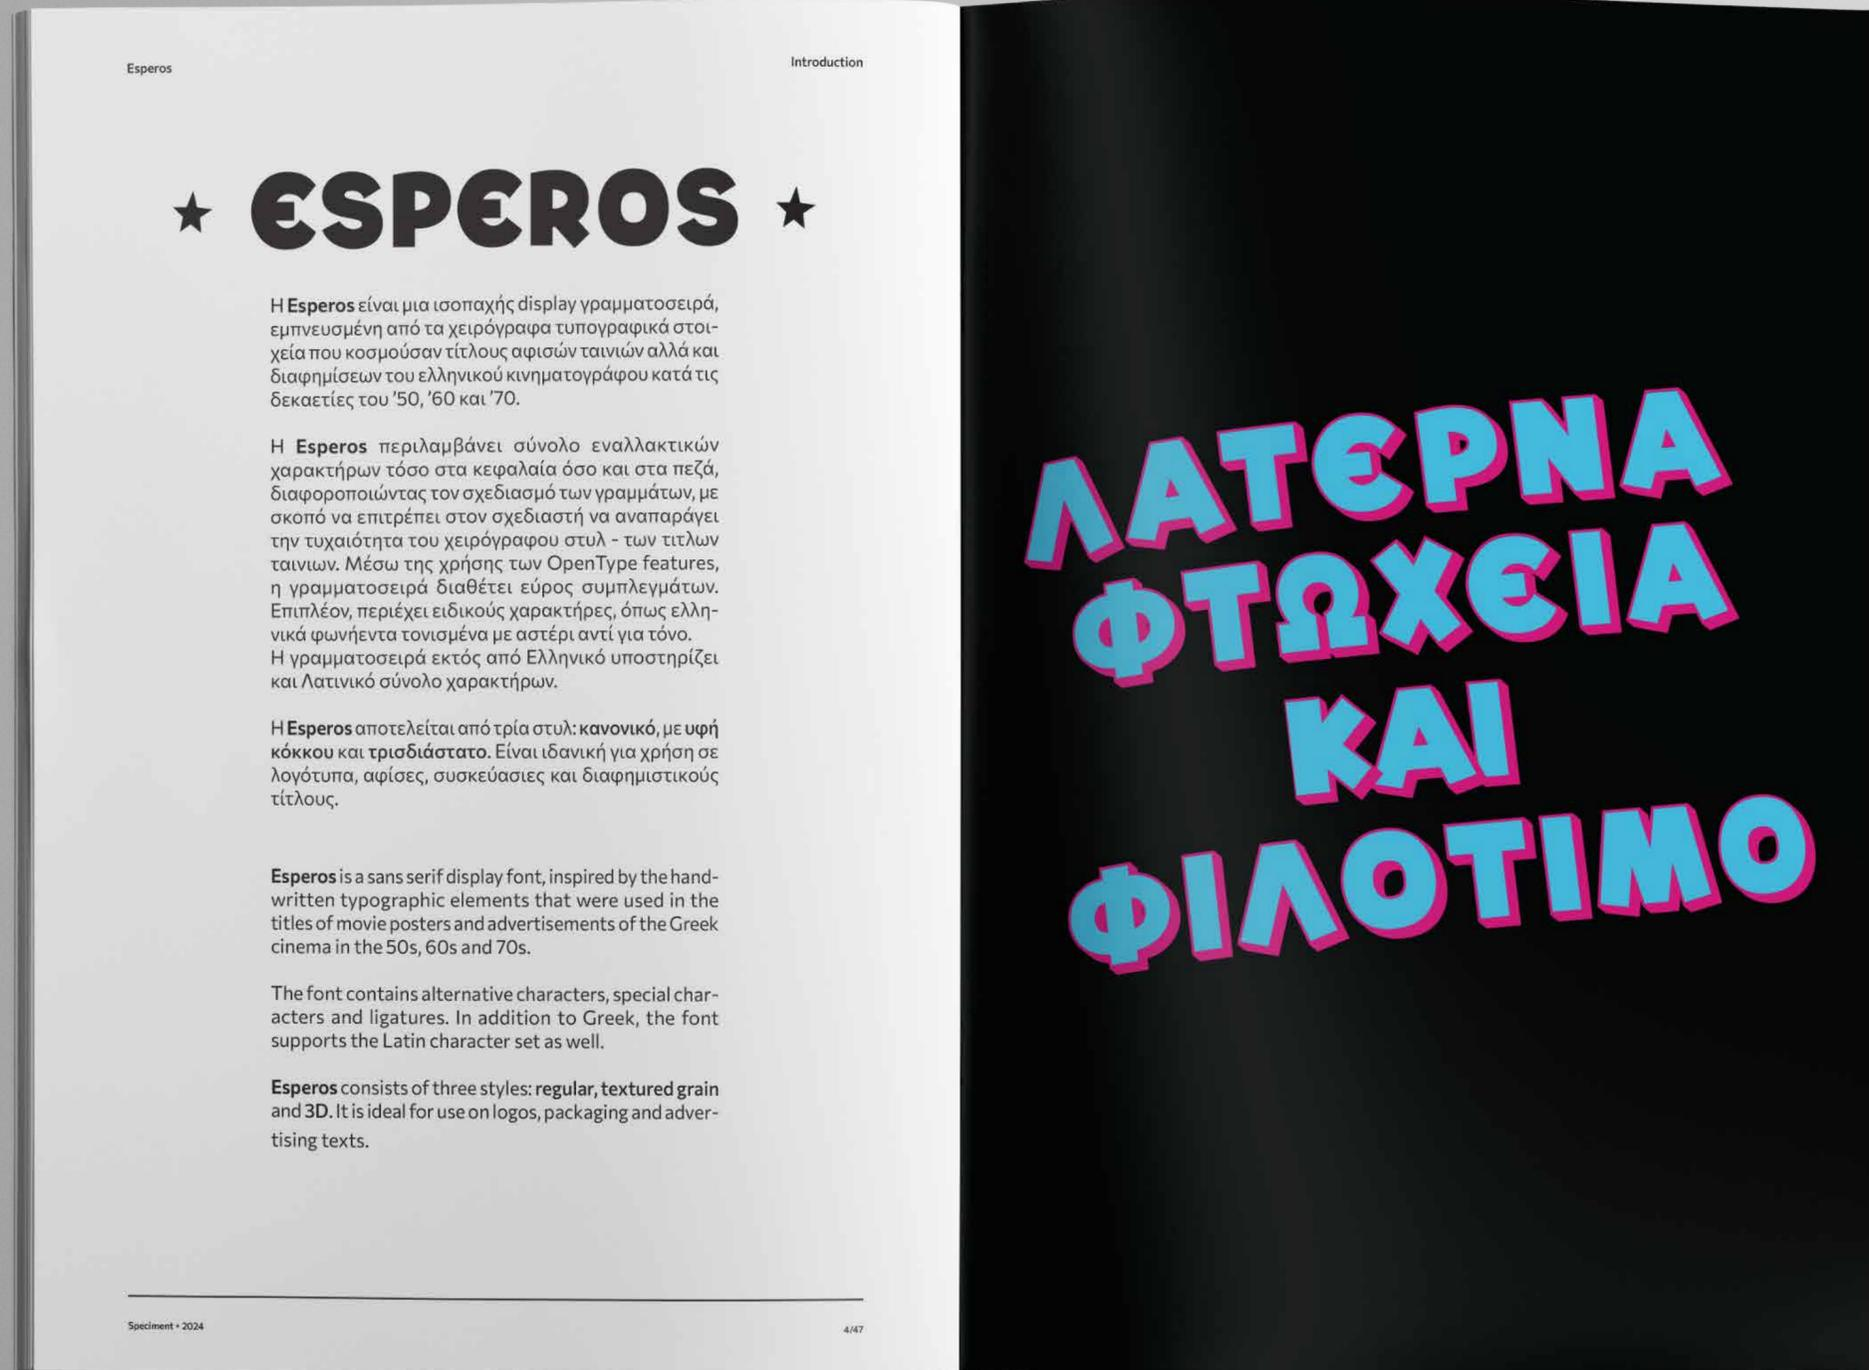 Esperos
Introduction
★ ESPEROS ★
Η Esperos είναι μια ισοπαχής display γραμματοσειρά,
εμπνευσμένη από τα χειρόγραφα τυπογραφικά στοι-
χεία που κοσμούσαν τίτλους αφισών ταινιών αλλά και
διαφημίσεων του ελληνικού κινηματογράφου κατά τις
δεκαετίες του ’50, ’60 και ’70.
Η Esperos περιλαμβάνει σύνολο εναλλακτικών
χαρακτήρων τόσο στα κεφαλαία όσο και στα πεζά,
διαφοροποιώντας τον σχεδιασμό των γραμμάτων, με
σκοπό να επιτρέπει στον σχεδιαστή να αναπαράγει
την τυχαιότητα του χειρόγραφου στυλ - των τιτλων
ταινιων. Μέσω της χρήσης των OpenType features,
η γραμματοσειρά διαθέτει εύρος συμπλεγμάτων.
Επιπλέον, περιέχει ειδικούς χαρακτήρες, όπως ελλη-
νικά φωνήεντα τονισμένα με αστέρι αντί για τόνο.
Η γραμματοσειρά εκτός από Ελληνικό υποστηρίζει
και Λατινικό σύνολο χαρακτήρων.
Η Esperos αποτελείται από τρία στυλ: κανονικό, με υφή
κόκκου και τρισδιάστατο. Είναι ιδανική για χρήση σε
λογότυπα, αφίσες, συσκεύασιες και διαφημιστικούς
τίτλους.
Esperos is a sans serif display font, inspired by the hand-
written typographic elements that were used in the
titles of movie posters and advertisements of the Greek
cinema in the 50s, 60s and 70s.
The font contains alternative characters, special char-
acters and ligatures. In addition to Greek, the font
supports the Latin character set as well.
Esperos consists of three styles: regular, textured grain
and 3D. It is ideal for use on logos, packaging and adver-
tising texts.
Speciment • 2024
4/47
ΛΑΤΕΡΝΑ
ΦΤΩΧΕΙΑ
ΚΑΙ
ΦΙΛΟΤΙΜΟ